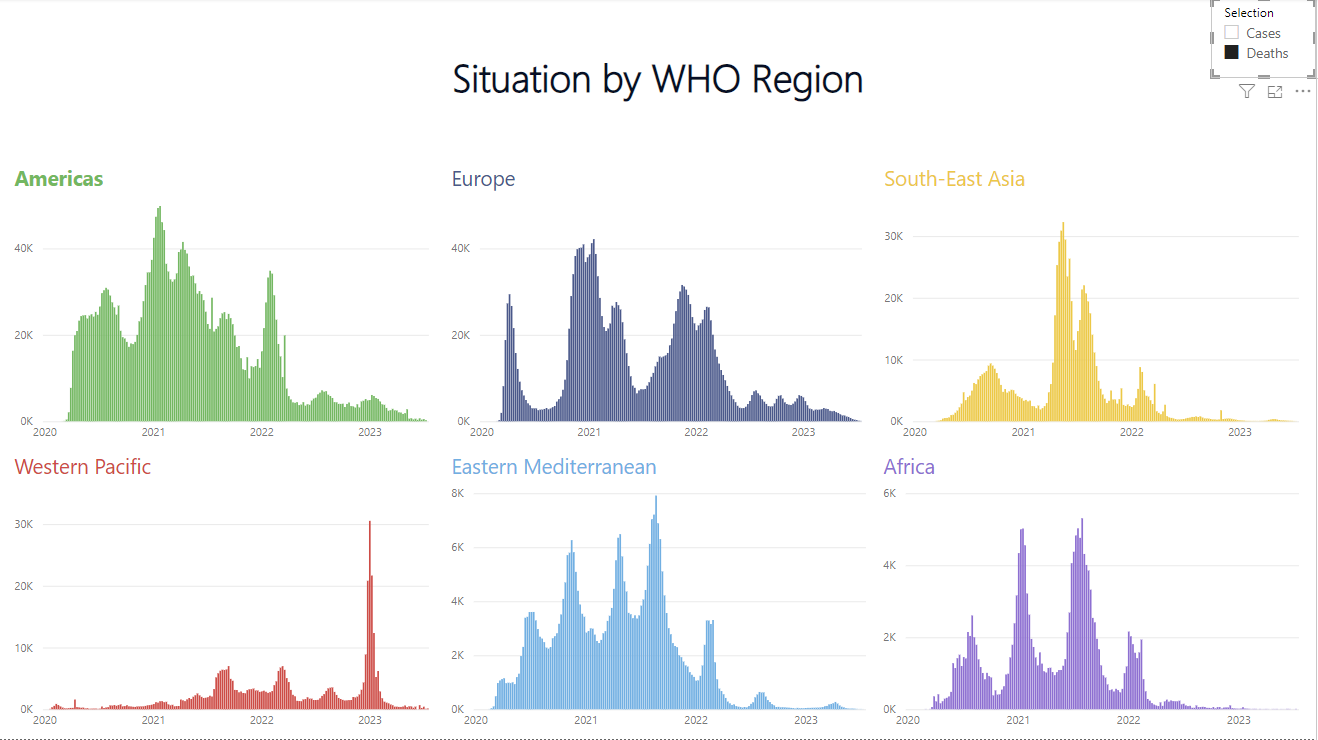 Selection
Cases
Deaths
Situation by WHO Region
Americas
40K
20K
0K
2020 2021 2022 2023
Europe
40K
20K
0K
2020 2021 2022 2023
South-East Asia
30K
20K
10K
0K
2020 2021 2022 2023
Western Pacific
30K
20K
10K
0K
2020 2021 2022 2023
Eastern Mediterranean
8K
6K
4K
2K
0K
2020 2021 2022 2023
Africa
6K
4K
2K
0K
2020 2021 2022 2023